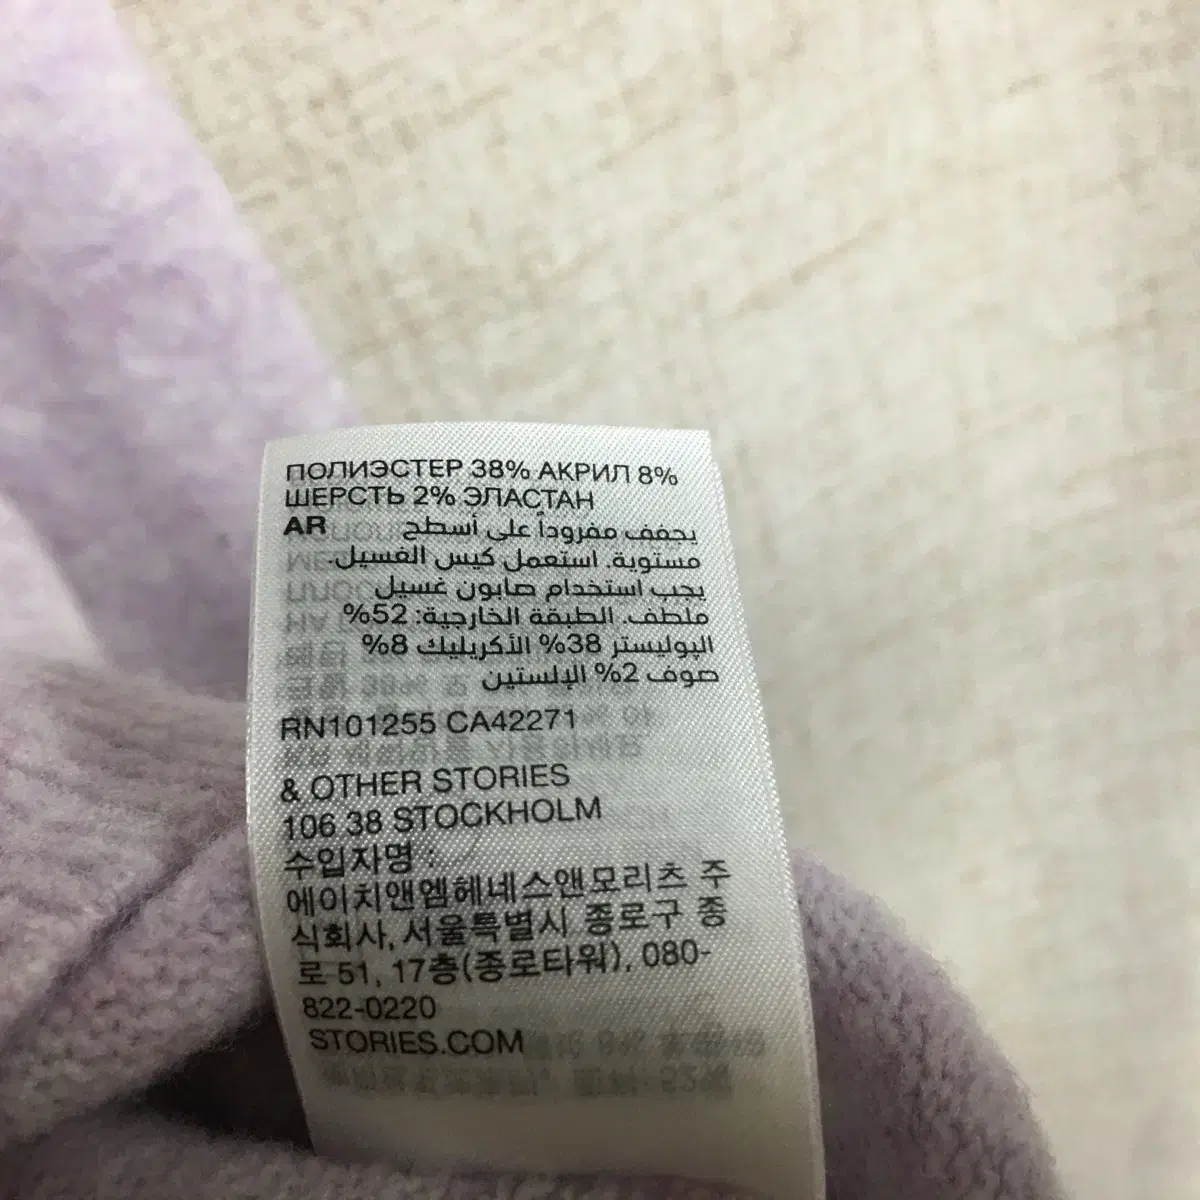 ПОЛИЭСТЕР 38% АКРИЛ 8%
ШЕРСТЬ 2% ЭЛАСТАН
AR يجفف مفروداً على أسطح
مستوية. استعمل كيس الغسيل.
يجب استخدام صابون غسيل
ملطف. الطبقة الخارجية: 52%
البوليستر 38% الأكريليك 8%
صوف 2% الإلستين
RN101255 CA42271
& OTHER STORIES
106 38 STOCKHOLM
수입자명 :
에이치앤엠헤네스앤모리츠 주
식회사, 서울특별시 종로구 종
로 51, 17층(종로타워), 080-
822-0220
STORIES.COM